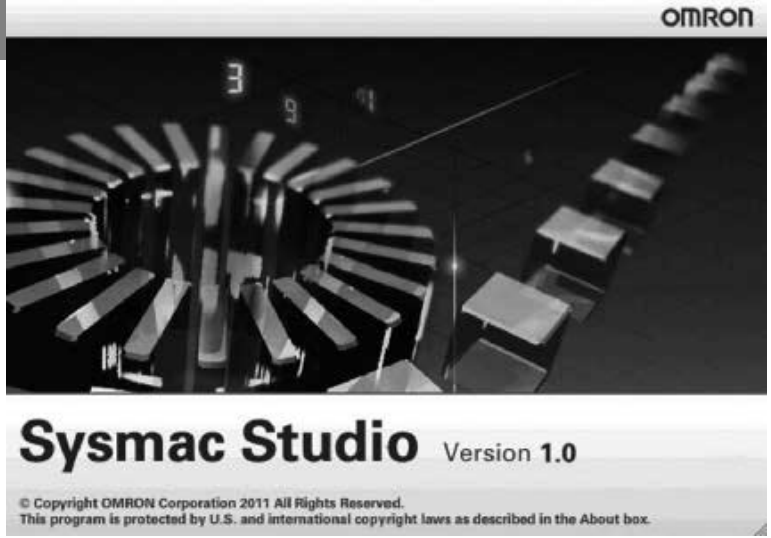 OMRON
Sysmac Studio Version 1.0
© Copyright OMRON Corporation 2011 All Rights Reserved.
This program is protected by U.S. and international copyright laws as described in the About box.